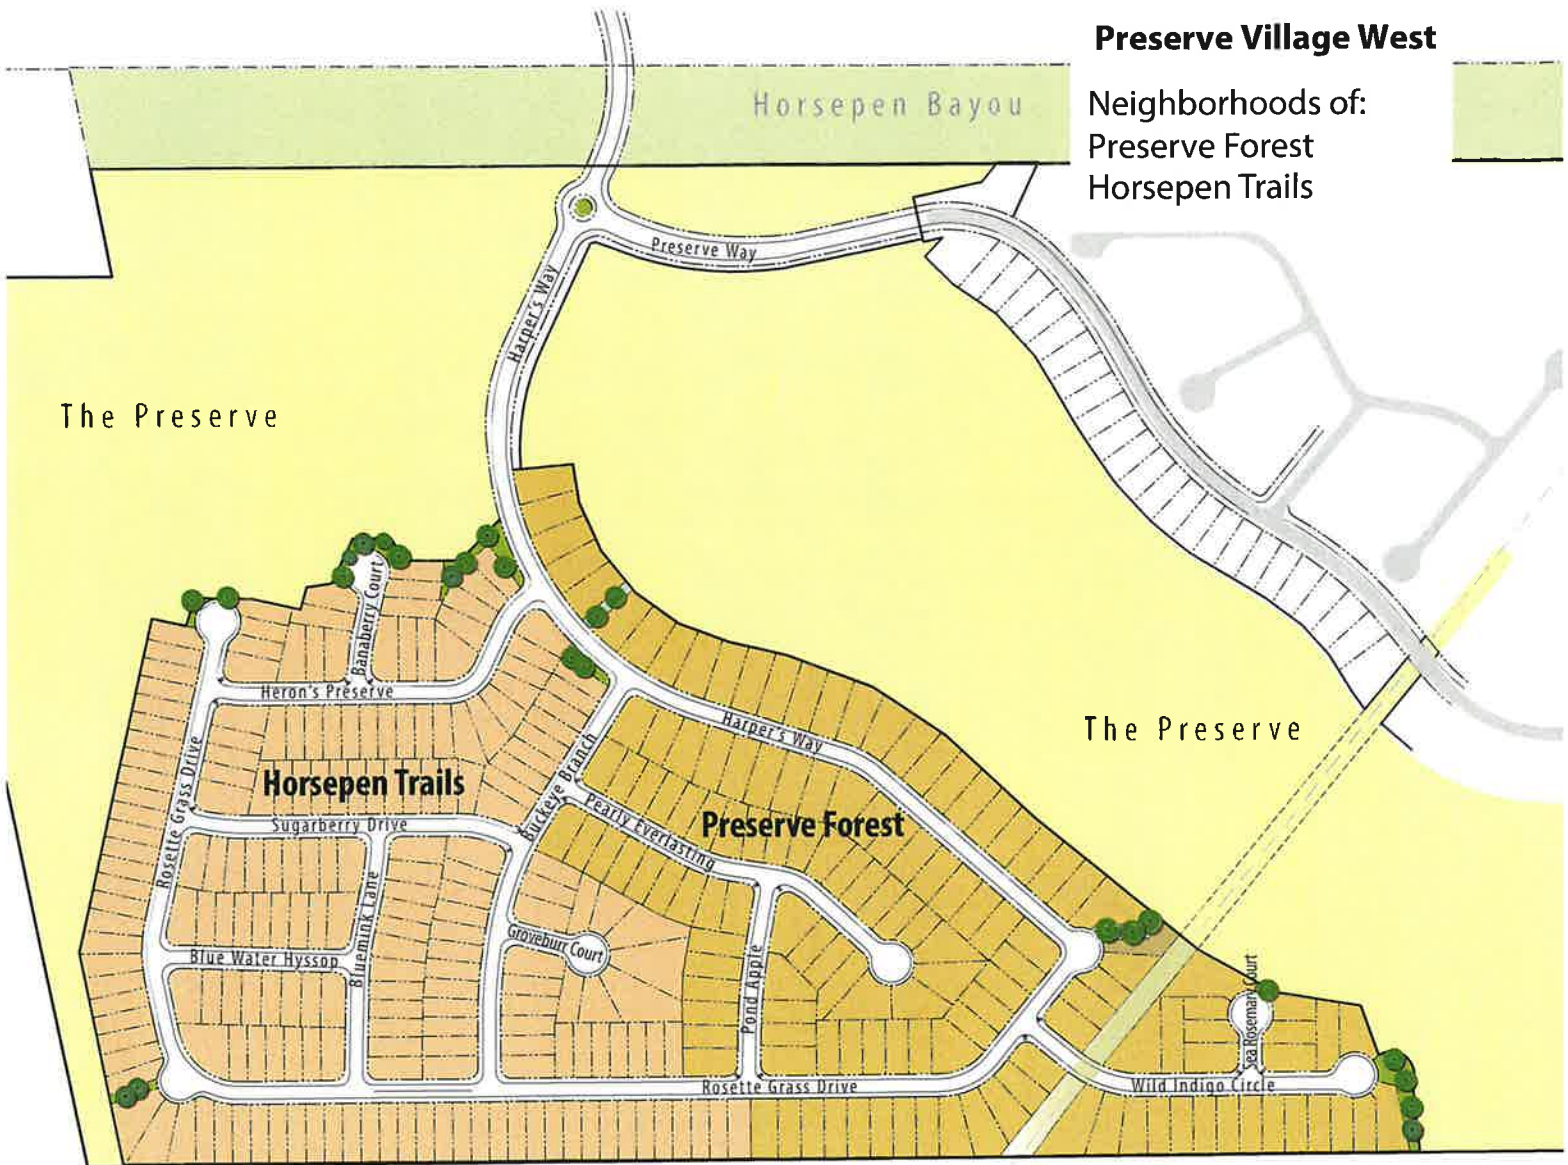 Preserve Village West
Horsepen Bayou
Neighborhoods of:
Preserve Forest
Horsepen Trails
Preserve Way
Harper's Way
The Preserve
Banaberry Court
Heron's Preserve
Harper's Way
The Preserve
Rosette Grass Drive
Horsepen Trails
Buckeye Branch
Sugarberry Drive
Pearly Everlasting
Preserve Forest
Bluemink Lane
Blue Water Hyssop
Groveburr Court
Pond Apple
Sea Rosemary Court
Rosette Grass Drive
Wild Indigo Circle